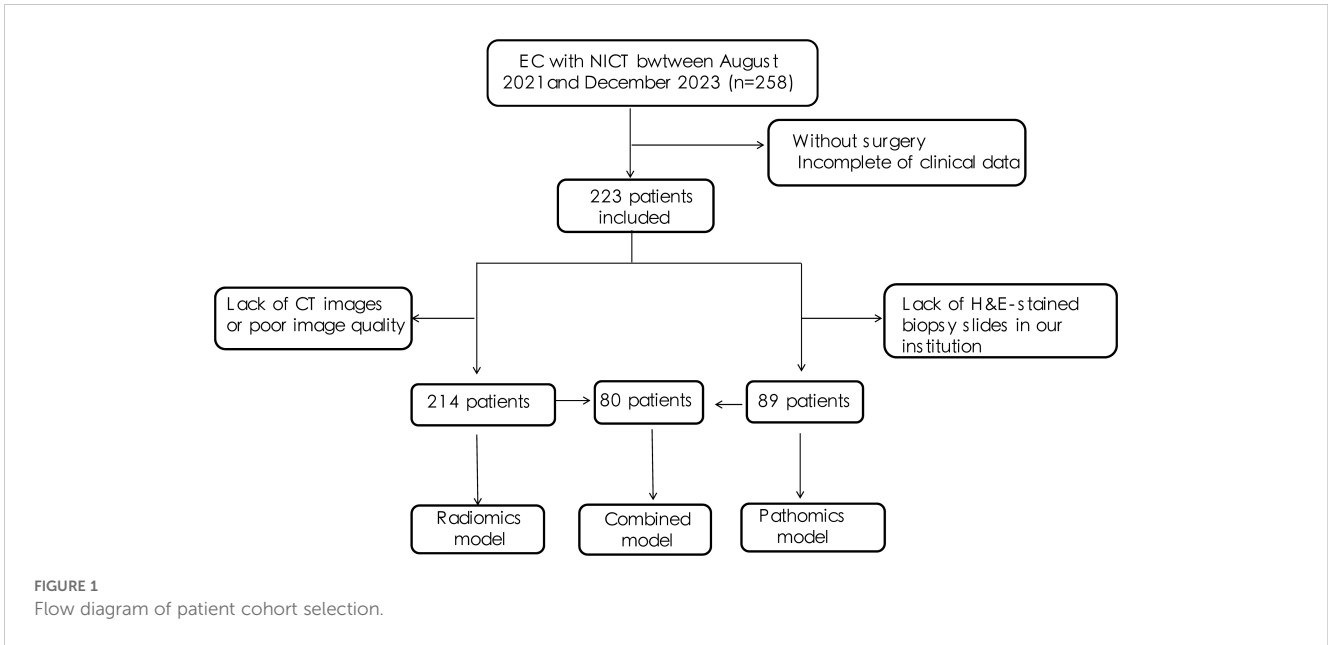 EC with NICT bwtween August
2021and December 2023 (n=258)
Without surgery
Incomplete of clinical data
223 patients
included
Lack of CT images
or poor image quality
Lack of H&E-stained
biopsy slides in our
institution
214 patients
80 patients
89 patients
Radiomics
model
Combined
model
Pathomics
model
FIGURE 1
Flow diagram of patient cohort selection.